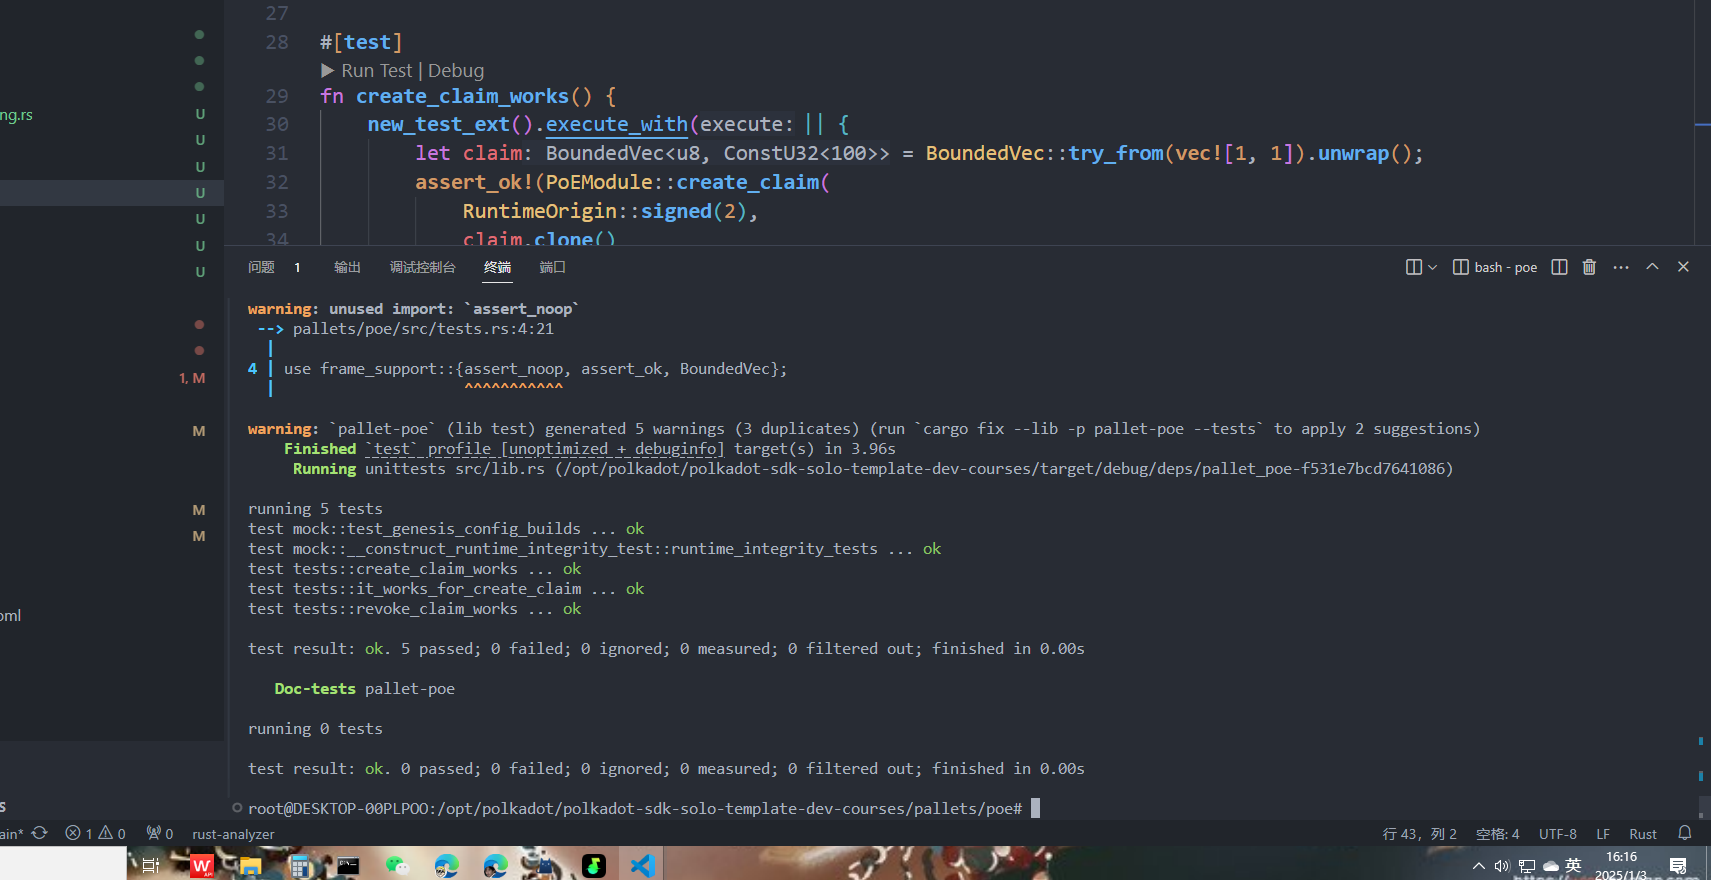 27
28 #[test]
▶ Run Test | Debug
29 fn create_claim_works() {
30 new_test_ext().execute_with(execute: || {
31 let claim: BoundedVec<u8, ConstU32<100>> = BoundedVec::try_from(vec![1, 1]).unwrap();
32 assert_ok!(PoEModule::create_claim(
33 RuntimeOrigin::signed(2),
34 claim.clone()
ng.rs
U
U
U
U
U
U
U
1, M
M
M
M
oml
S
问题 1 输出 调试控制台 终端 端口
bash - poe
warning: unused import: `assert_noop`
--> pallets/poe/src/tests.rs:4:21
|
4 | use frame_support::{assert_noop, assert_ok, BoundedVec};
| ^^^^^^^^^^^
warning: `pallet-poe` (lib test) generated 5 warnings (3 duplicates) (run `cargo fix --lib -p pallet-poe --tests` to apply 2 suggestions)
Finished `test` profile [unoptimized + debuginfo] target(s) in 3.96s
Running unittests src/lib.rs (/opt/polkadot/polkadot-sdk-solo-template-dev-courses/target/debug/deps/pallet_poe-f531e7bcd7641086)
running 5 tests
test mock::test_genesis_config_builds ... ok
test mock::__construct_runtime_integrity_test::runtime_integrity_tests ... ok
test tests::create_claim_works ... ok
test tests::it_works_for_create_claim ... ok
test tests::revoke_claim_works ... ok
test result: ok. 5 passed; 0 failed; 0 ignored; 0 measured; 0 filtered out; finished in 0.00s
Doc-tests pallet-poe
running 0 tests
test result: ok. 0 passed; 0 failed; 0 ignored; 0 measured; 0 filtered out; finished in 0.00s
root@DESKTOP-00PLPOO:/opt/polkadot/polkadot-sdk-solo-template-dev-courses/pallets/poe#
ain* 1 0 0 rust-analyzer 行 43，列 2 空格: 4 UTF-8 LF Rust
英 16:16
2025/1/3